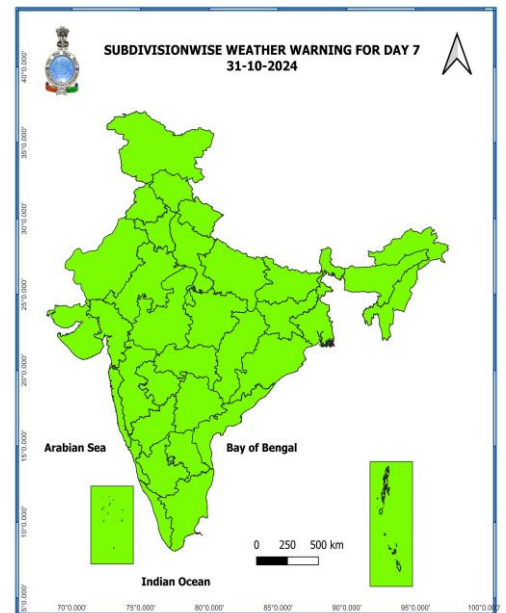 SUBDIVISIONWISE WEATHER WARNING FOR DAY 7
31-10-2024
40°0.000'
35°0.000'
30°0.000'
25°0.000'
20°0.000'
15°0.000'
10°0.000'
5°0.000'
Arabian Sea
Bay of Bengal
0 250 500 km
Indian Ocean
70°0.000' 75°0.000' 80°0.000' 85°0.000' 90°0.000' 95°0.000' 100°0.000'